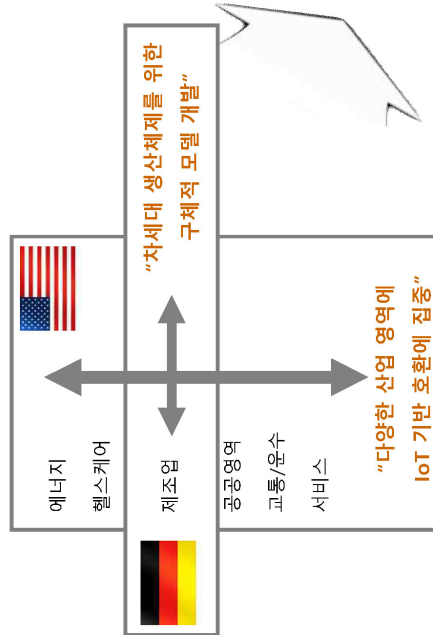 에너지
헬스케어
제조업
공공영역
교통/운수
서비스
"차세대 생산체제를 위한
구체적 모델 개발"
"다양한 산업 영역에
IoT 기반 호환에 집중"